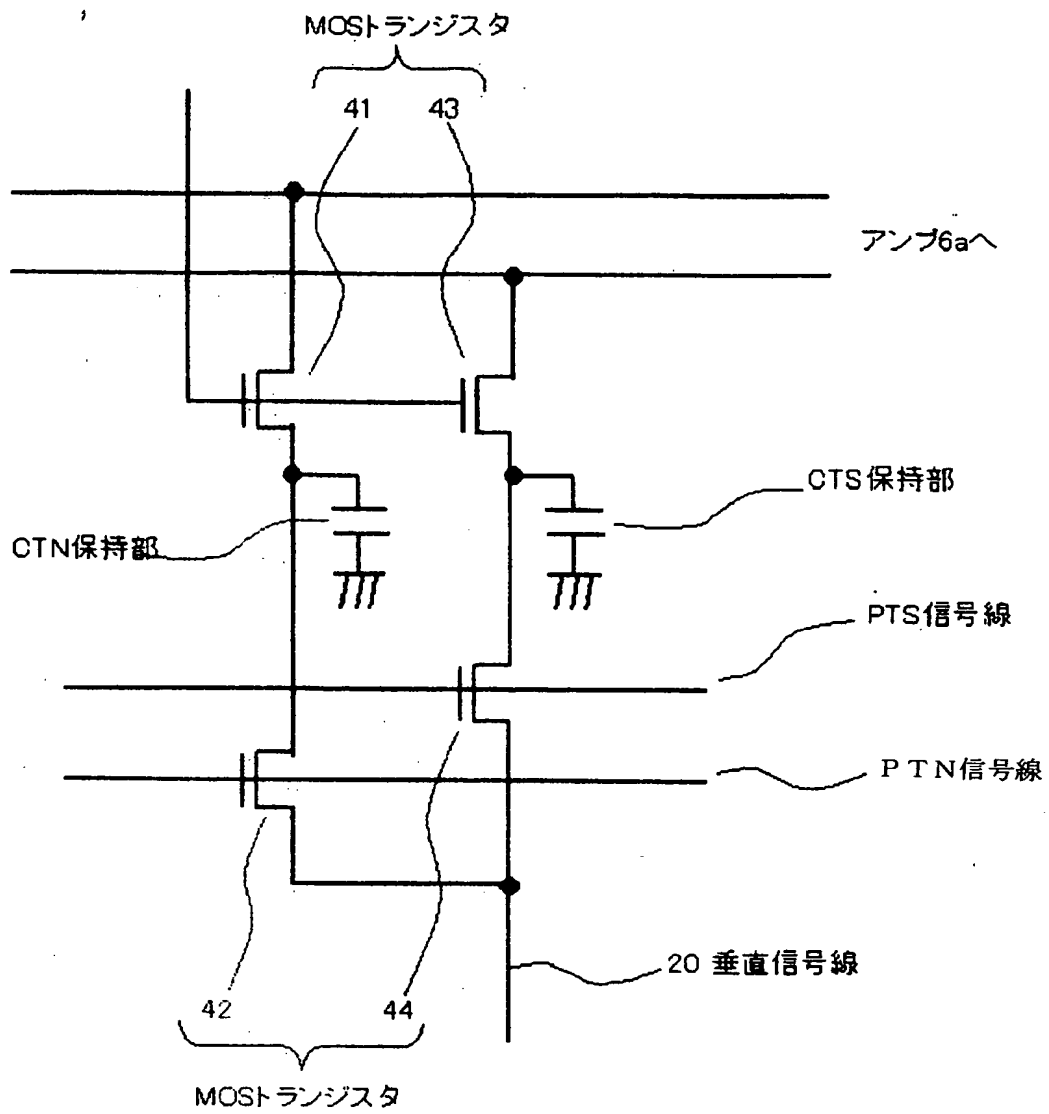 MOSトランジスタ
41
43
アンプ6aへ
CTS保持部
CTN保持部
PTS信号線
PTN信号線
20 垂直信号線
42
44
MOSトランジスタ